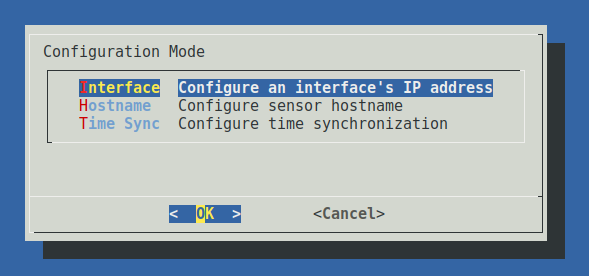 Configuration Mode
Interface  Configure an interface's IP address
Hostname   Configure sensor hostname
Time Sync  Configure time synchronization
<  OK  >        <Cancel>